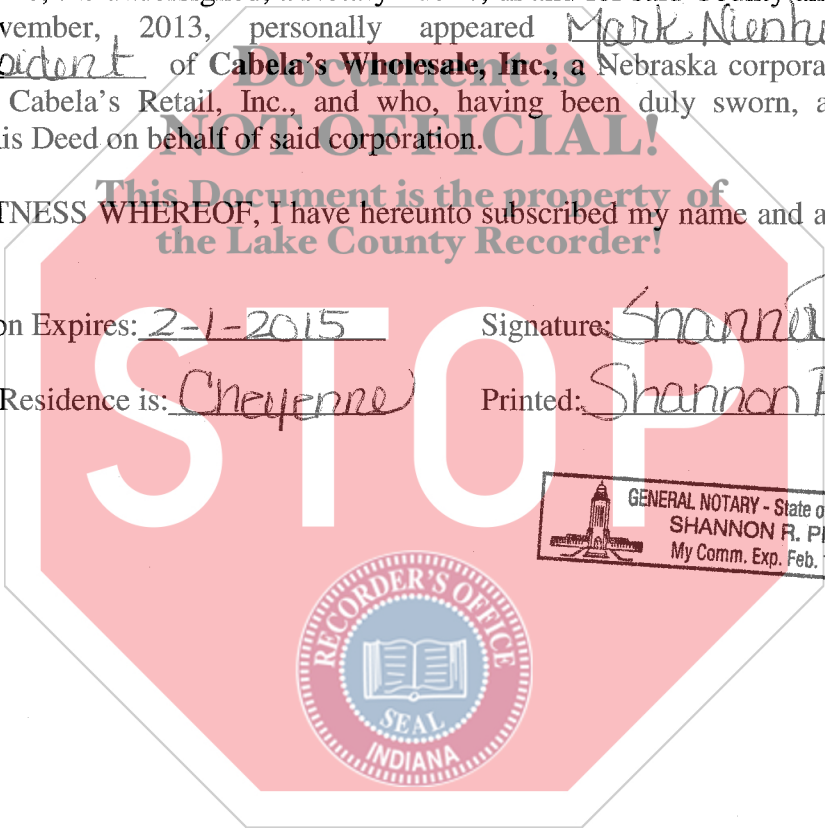 vember, 2013, personally appeared Mark Nienh
sident of Cabela's Wholesale, Inc., a Nebraska corpora
Cabela's Retail, Inc., and who, having been duly sworn, a
is Deed on behalf of said corporation.
Document is
NOT OFFICIAL!
This Document is the property of
the Lake County Recorder!
TNESS WHEREOF, I have hereunto subscribed my name and a
on Expires: 2-1-2015 Signature: Shann
Residence is: Cheyenne Printed: Shannon P
STOP
GENERAL NOTARY - State o
SHANNON R. P
My Comm. Exp. Feb.
RECORDER'S OFFICE
SEAL
INDIANA